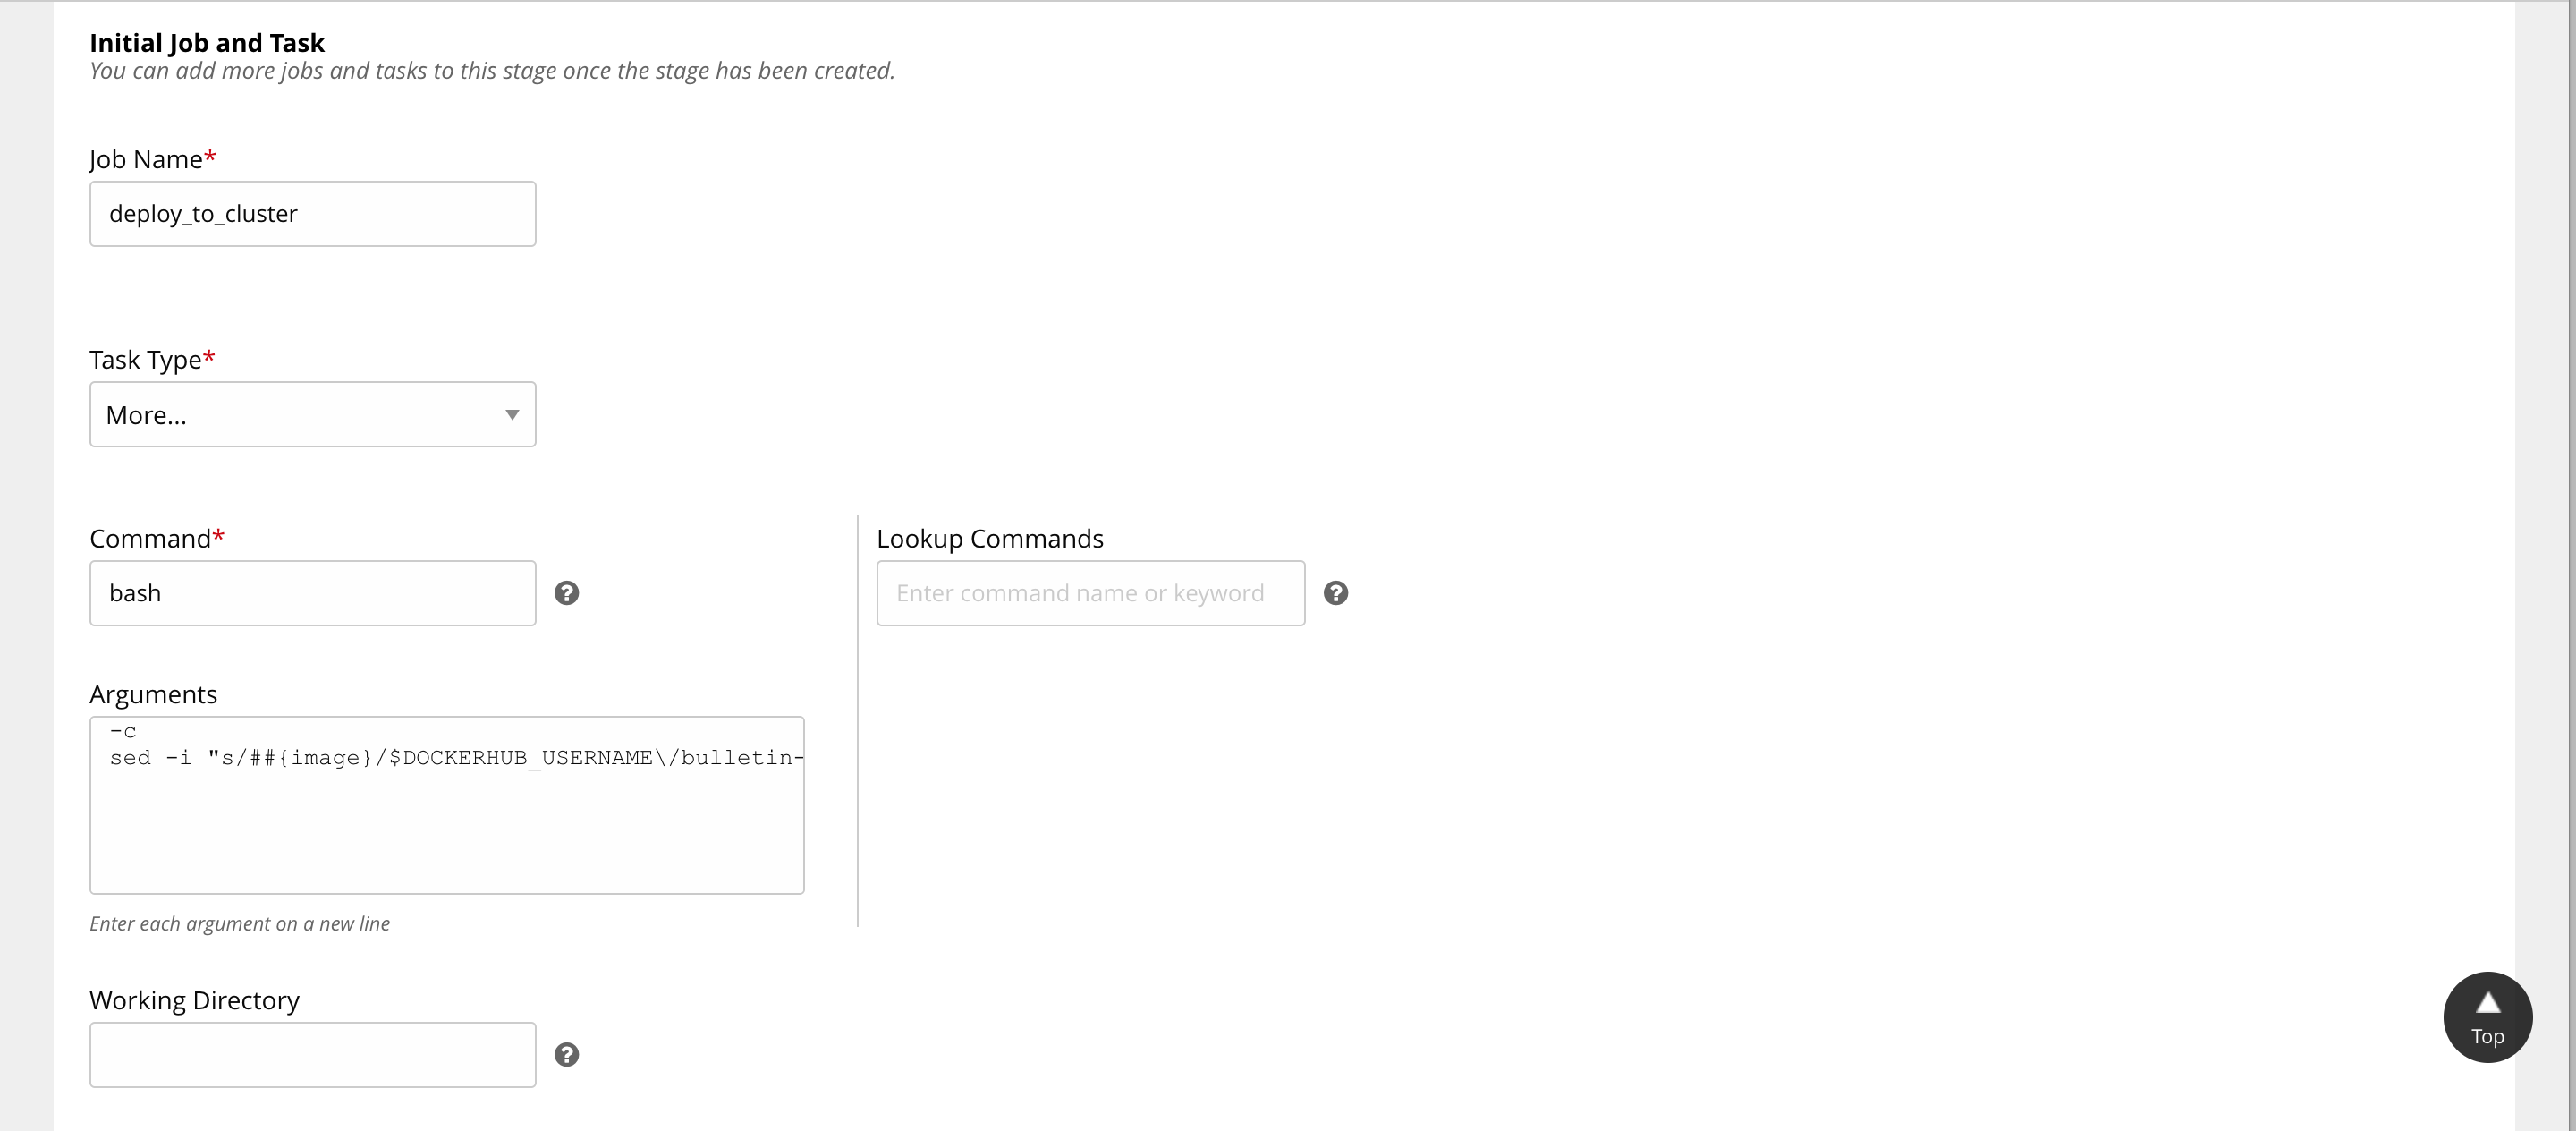 Initial Job and Task
You can add more jobs and tasks to this stage once the stage has been created.
Job Name*
deploy_to_cluster
Task Type*
More...
Command*
bash
Lookup Commands
Enter command name or keyword
Arguments
-c
sed -i "s/##{image}/$DOCKERHUB_USERNAME\/bulletin-
Enter each argument on a new line
Working Directory
Top